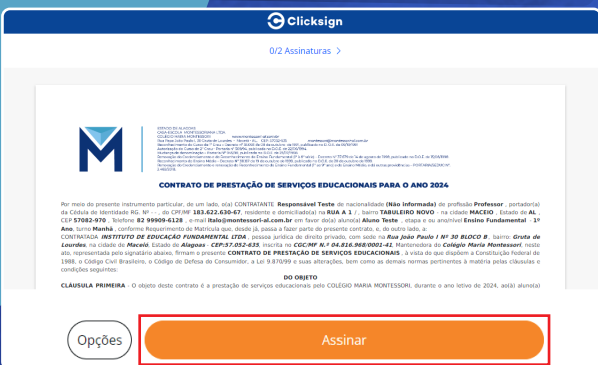 Clicksign
0/2 Assinaturas >
ESTADO DE ALAGOAS
COLÉGIO MARIA MONTESSORI
CONTRATO DE PRESTAÇÃO DE SERVIÇOS EDUCACIONAIS PARA O ANO 2024
Por meio do presente instrumento particular, de um lado, o(a) CONTRATANTE Responsável Teste de nacionalidade (Não informada) de profissão Professor , portador(a)
da Cédula de Identidade RG. Nº - - , do CPF/MF 183.622.630-67, residente e domiciliado(a) na RUA A 1 / , bairro TABULEIRO NOVO - na cidade MACEIO , Estado de AL ,
CEP 57082-970 , Telefone 82 99909-6128 , e-mail italo@montessori-al.com.br em favor do(a) aluno(a) Aluno Teste , etapa e ou ano/nível Ensino Fundamental - 1º
Ano, turno Manhã , conforme Requerimento de Matrícula que, desde já, passa a fazer parte do presente contrato, e, do outro lado, a:
CONTRATADA INSTITUTO DE EDUCAÇÃO FUNDAMENTAL LTDA , pessoa jurídica de direito privado, com sede na Rua João Paulo I Nº 30 BLOCO B , bairro: Gruta de
Lourdes, na cidade de Maceió, Estado de Alagoas - CEP:57.052-635, inscrita no CGC/MF N.º 04.816.968/0001-41, Mantenedora do Colégio Maria Montessori, neste
ato, representada pelo signatário abaixo, firmam o presente CONTRATO DE PRESTAÇÃO DE SERVIÇOS EDUCACIONAIS , à vista do que dispõem a Constituição Federal de
1988, o Código Civil Brasileiro, o Código de Defesa do Consumidor, a Lei 9.870/99 e suas alterações, bem como as demais normas pertinentes à matéria pelas cláusulas e
condições seguintes:
DO OBJETO
CLÁUSULA PRIMEIRA - O objeto deste contrato é a prestação de serviços educacionais pelo COLÉGIO MARIA MONTESSORI, durante o ano letivo de 2024, ao(à) aluno(a)
Opções
Assinar